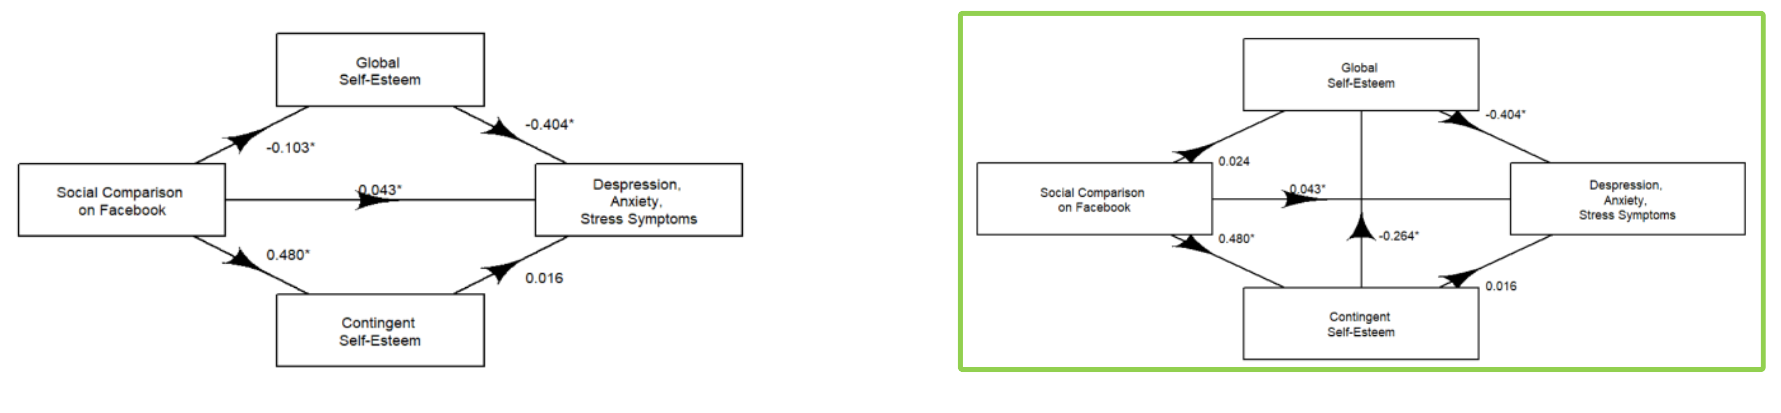 Global
Self-Esteem
-0.404*
-0.103*
Social Comparison
on Facebook
0.043*
Despression,
Anxiety,
Stress Symptoms
0.480*
0.016
Contingent
Self-Esteem
Global
Self-Esteem
-0.404*
0.024
Social Comparison
on Facebook
0.043*
Despression,
Anxiety,
Stress Symptoms
0.480*
-0.264*
0.016
Contingent
Self-Esteem